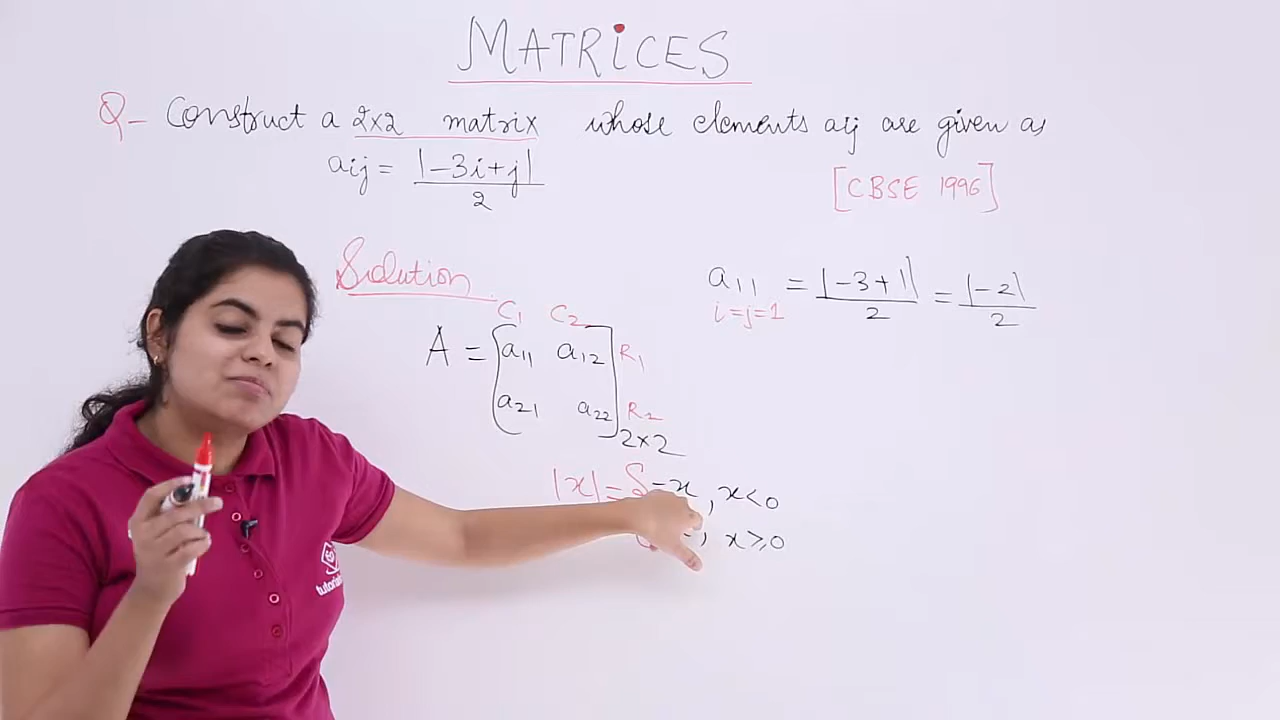 MATRICES
Q- Construct a 2x2 matrix whose elements aij are given as
aij = |-3i+j| / 2
[CBSE 1996]
Solution
a11 = |-3+1| / 2 = |-2| / 2
i=j=1
C1 C2
A = [a11 a12 R1
a21 a22] R2
2x2
|x| = { -x, x<0
, x≥0